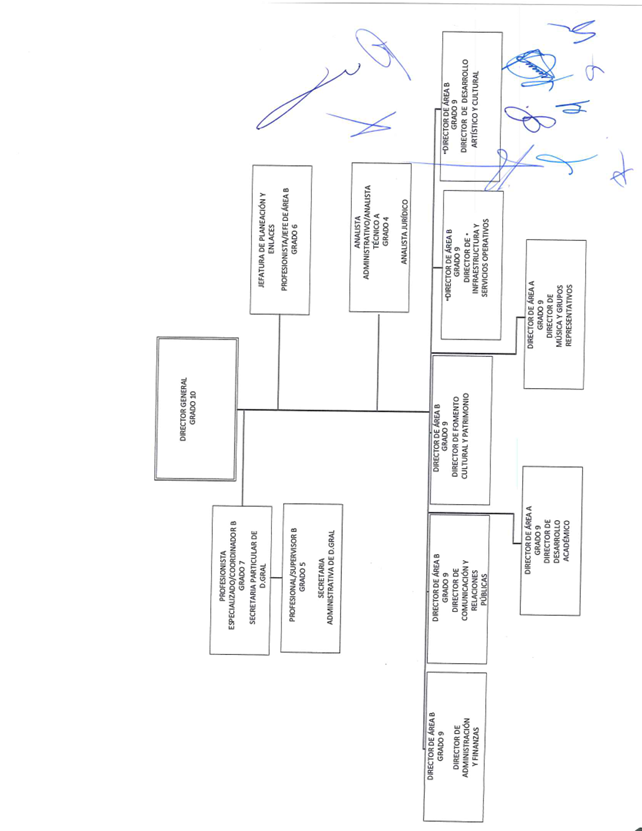 DIRECTOR GENERAL
GRADO 10
PROFESIONISTA
ESPECIALIZADO/COORDINADOR B
GRADO 7
SECRETARIA PARTICULAR DE
D.GRAL
PROFESIONAL/SUPERVISOR B
GRADO 5
SECRETARIA
ADMINISTRATIVA DE D.GRAL
JEFATURA DE PLANEACIÓN Y
ENLACES
PROFESIONISTA/JEFE DE ÁREA B
GRADO 6
ANALISTA
ADMINISTRATIVO/ANALISTA
TÉCNICO A
GRADO 4
ANALISTA JURÍDICO
DIRECTOR DE ÁREA B
GRADO 9
DIRECTOR DE
ADMINISTRACIÓN
Y FINANZAS
DIRECTOR DE ÁREA B
GRADO 9
DIRECTOR DE
COMUNICACIÓN Y
RELACIONES
PÚBLICAS
DIRECTOR DE ÁREA B
GRADO 9
DIRECTOR DE FOMENTO
CULTURAL Y PATRIMONIO
*DIRECTOR DE ÁREA B
GRADO 9
DIRECTOR DE *
INFRAESTRUCTURA Y
SERVICIOS OPERATIVOS
*DIRECTOR DE ÁREA B
GRADO 9
DIRECTOR DE DESARROLLO
ARTÍSTICO Y CULTURAL
DIRECTOR DE ÁREA A
GRADO 9
DIRECTOR DE
DESARROLLO
ACADÉMICO
DIRECTOR DE ÁREA A
GRADO 9
DIRECTOR DE
MÚSICA Y GRUPOS
REPRESENTATIVOS